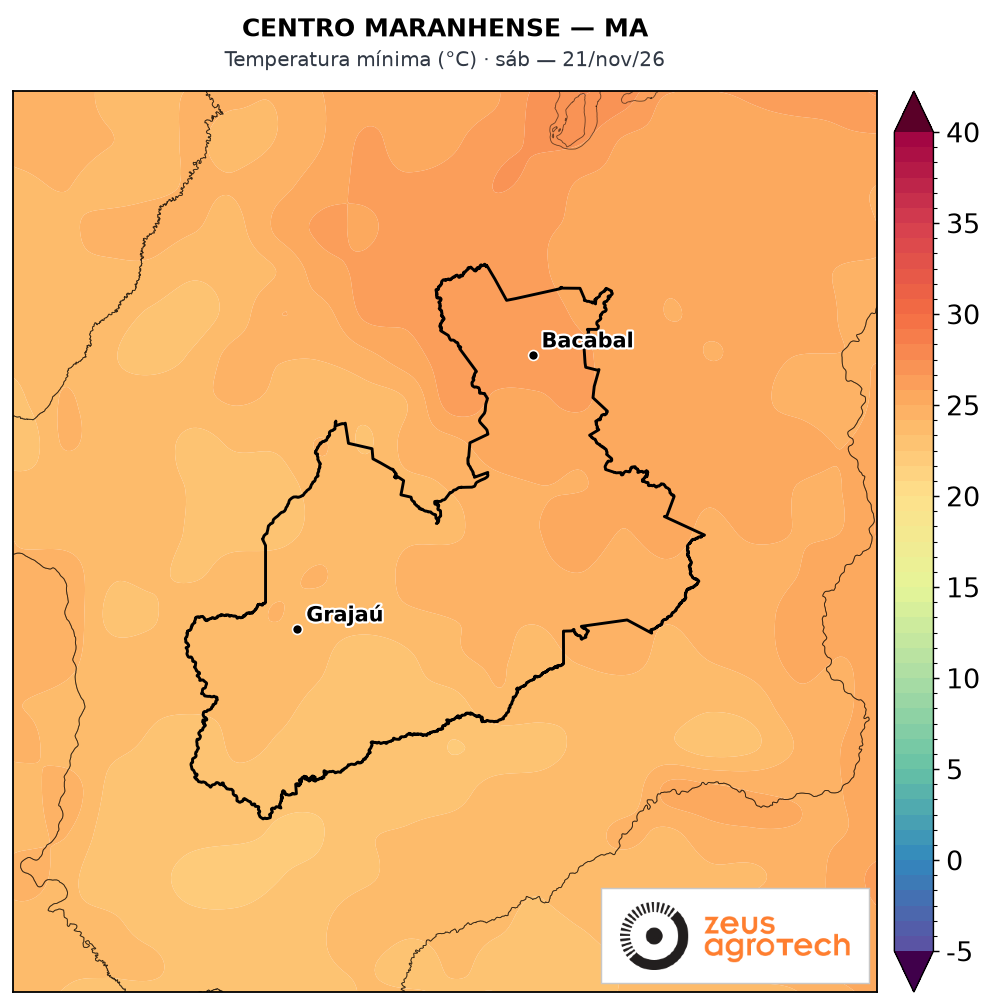 CENTRO MARANHENSE — MA
Temperatura mínima (°C) · sáb — 21/nov/26
40
35
30
25
20
15
10
5
0
-5
Bacabal
Grajaú
zeus
agrotech